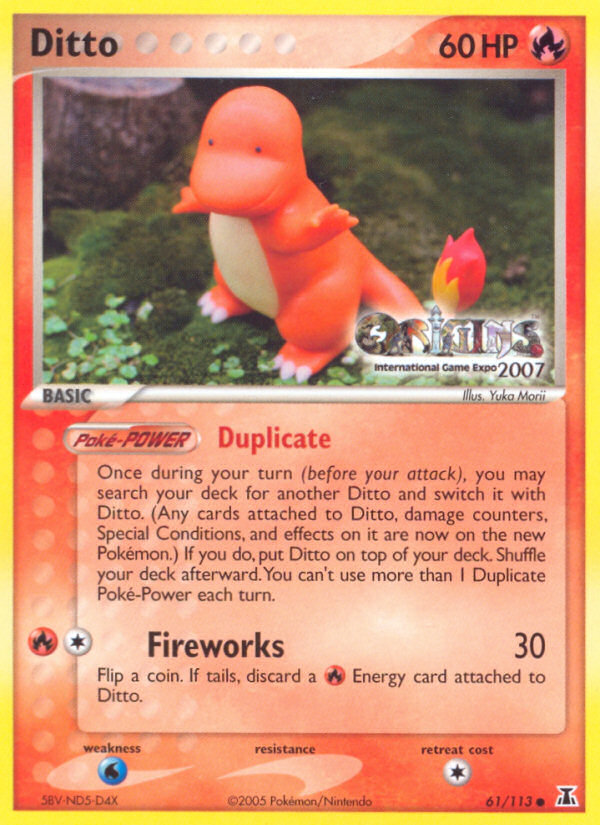 Ditto 60 HP
ORIGINS TM
International Game Expo 2007
BASIC Illus. Yuka Morii
Poké-POWER Duplicate
Once during your turn (before your attack), you may
search your deck for another Ditto and switch it with
Ditto. (Any cards attached to Ditto, damage counters,
Special Conditions, and effects on it are now on the new
Pokémon.) If you do, put Ditto on top of your deck. Shuffle
your deck afterward. You can't use more than 1 Duplicate
Poké-Power each turn.
Fireworks 30
Flip a coin. If tails, discard a Energy card attached to
Ditto.
weakness resistance retreat cost
5BV-ND5-D4X ©2005 Pokémon/Nintendo 61/113